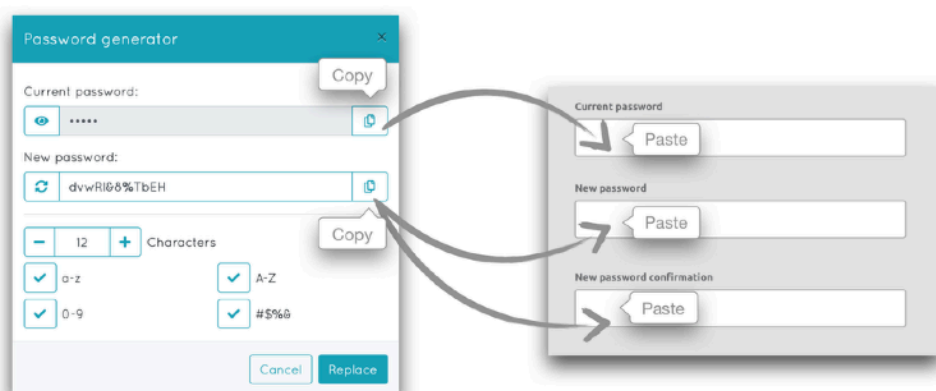 Password generator ×
Copy
Current password:
•••••
New password:
dvwRI&8%TbEH
Copy
− 12 + Characters
a-z
A-Z
0-9
#$%&
Cancel
Replace
Current password
Paste
New password
Paste
New password confirmation
Paste